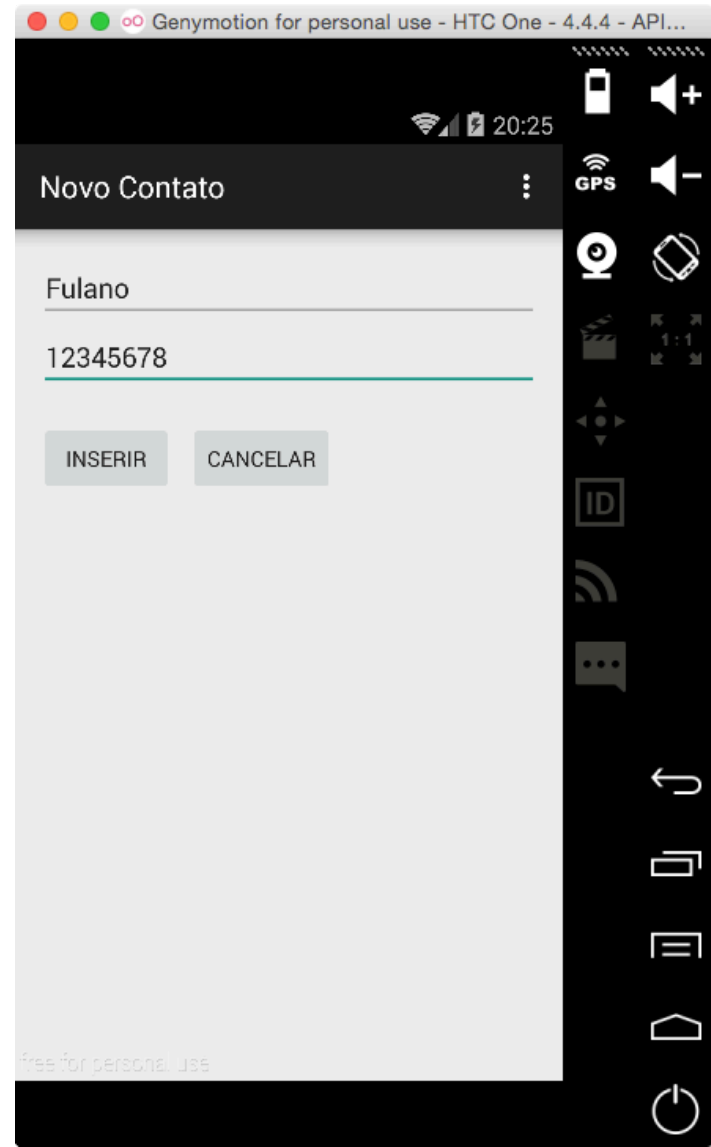 Genymotion for personal use - HTC One - 4.4.4 - API...
20:25
Novo Contato
GPS
Fulano
1:1
12345678
INSERIR
CANCELAR
ID
free for personal use